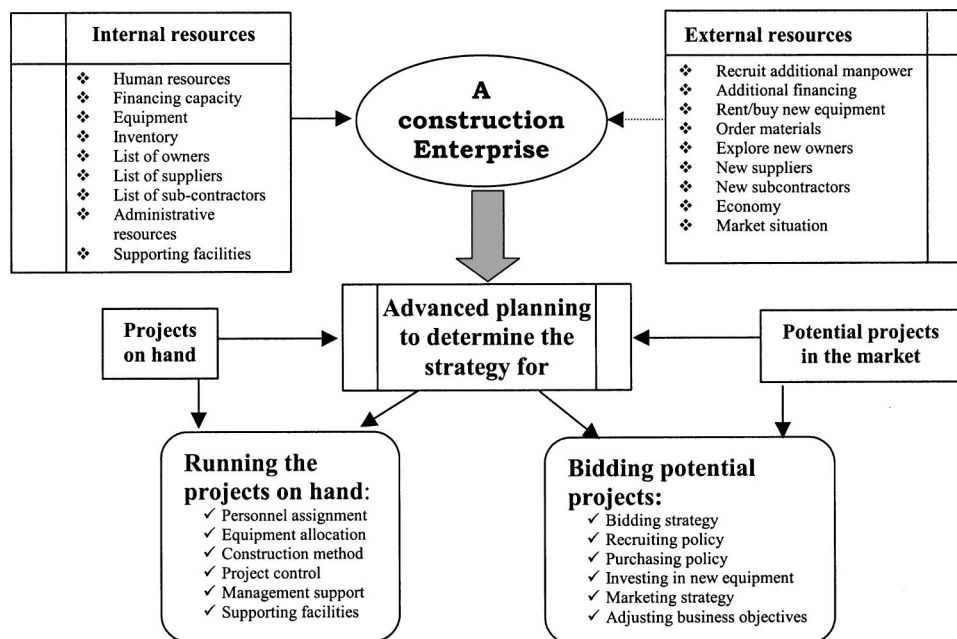 Internal resources
❖ Human resources
❖ Financing capacity
❖ Equipment
❖ Inventory
❖ List of owners
❖ List of suppliers
❖ List of sub-contractors
❖ Administrative
resources
❖ Supporting facilities
A
construction
Enterprise
External resources
❖ Recruit additional manpower
❖ Additional financing
❖ Rent/buy new equipment
❖ Order materials
❖ Explore new owners
❖ New suppliers
❖ New subcontractors
❖ Economy
❖ Market situation
Projects
on hand
Advanced planning
to determine the
strategy for
Potential projects
in the market
Running the
projects on hand:
✓ Personnel assignment
✓ Equipment allocation
✓ Construction method
✓ Project control
✓ Management support
✓ Supporting facilities
Bidding potential
projects:
✓ Bidding strategy
✓ Recruiting policy
✓ Purchasing policy
✓ Investing in new equipment
✓ Marketing strategy
✓ Adjusting business objectives